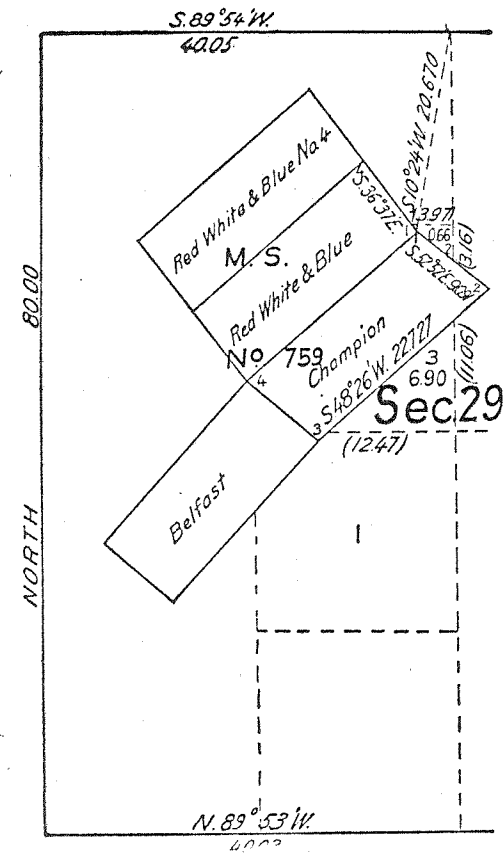 S. 89°54'W.
40.05
S 10°24'W. 20.670
Red White & Blue No.4
S.36°37'E.
(3.97)
1
0.66
2
(3.16)
M. S.
Red White & Blue
2
80.00
No 759
Champion
4
S 48°26'W. 22.727
3
6.90
(11.06)
Sec. 29
3
(12.47)
Belfast
1
NORTH
N. 89°53'W.